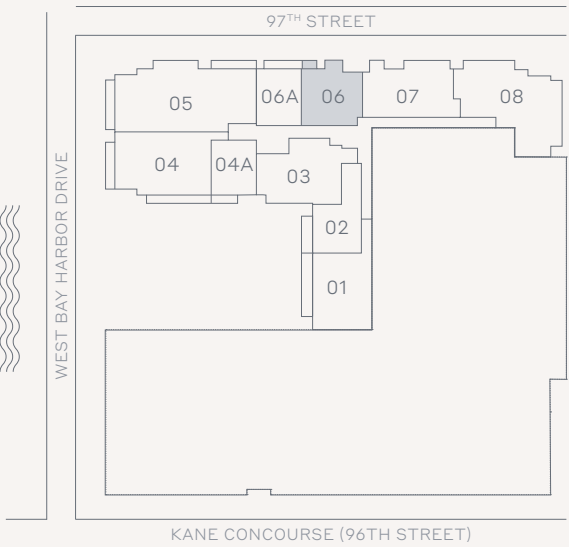 97TH STREET
05
06A
06
07
08
04
04A
03
02
01
WEST BAY HARBOR DRIVE
KANE CONCOURSE (96TH STREET)